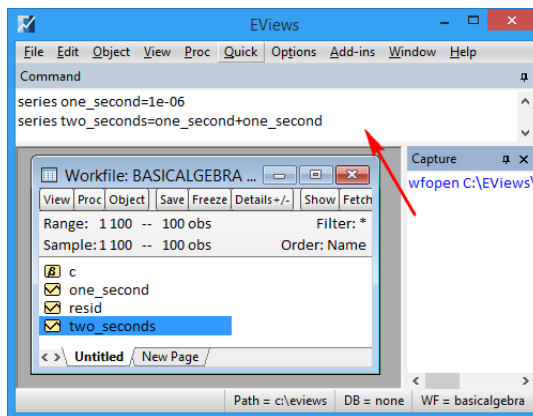 EViews
File Edit Object View Proc Quick Options Add-ins Window Help
Command
series one_second=1e-06
series two_seconds=one_second+one_second
Capture
wfopen C:\EViews\
Workfile: BASICALGEBRA ...
View Proc Object Save Freeze Details+/- Show Fetch
Range: 1 100 -- 100 obs Filter: *
Sample: 1 100 -- 100 obs Order: Name
β c
one_second
resid
two_seconds
< > Untitled New Page
Path = c:\eviews DB = none WF = basicalgebra